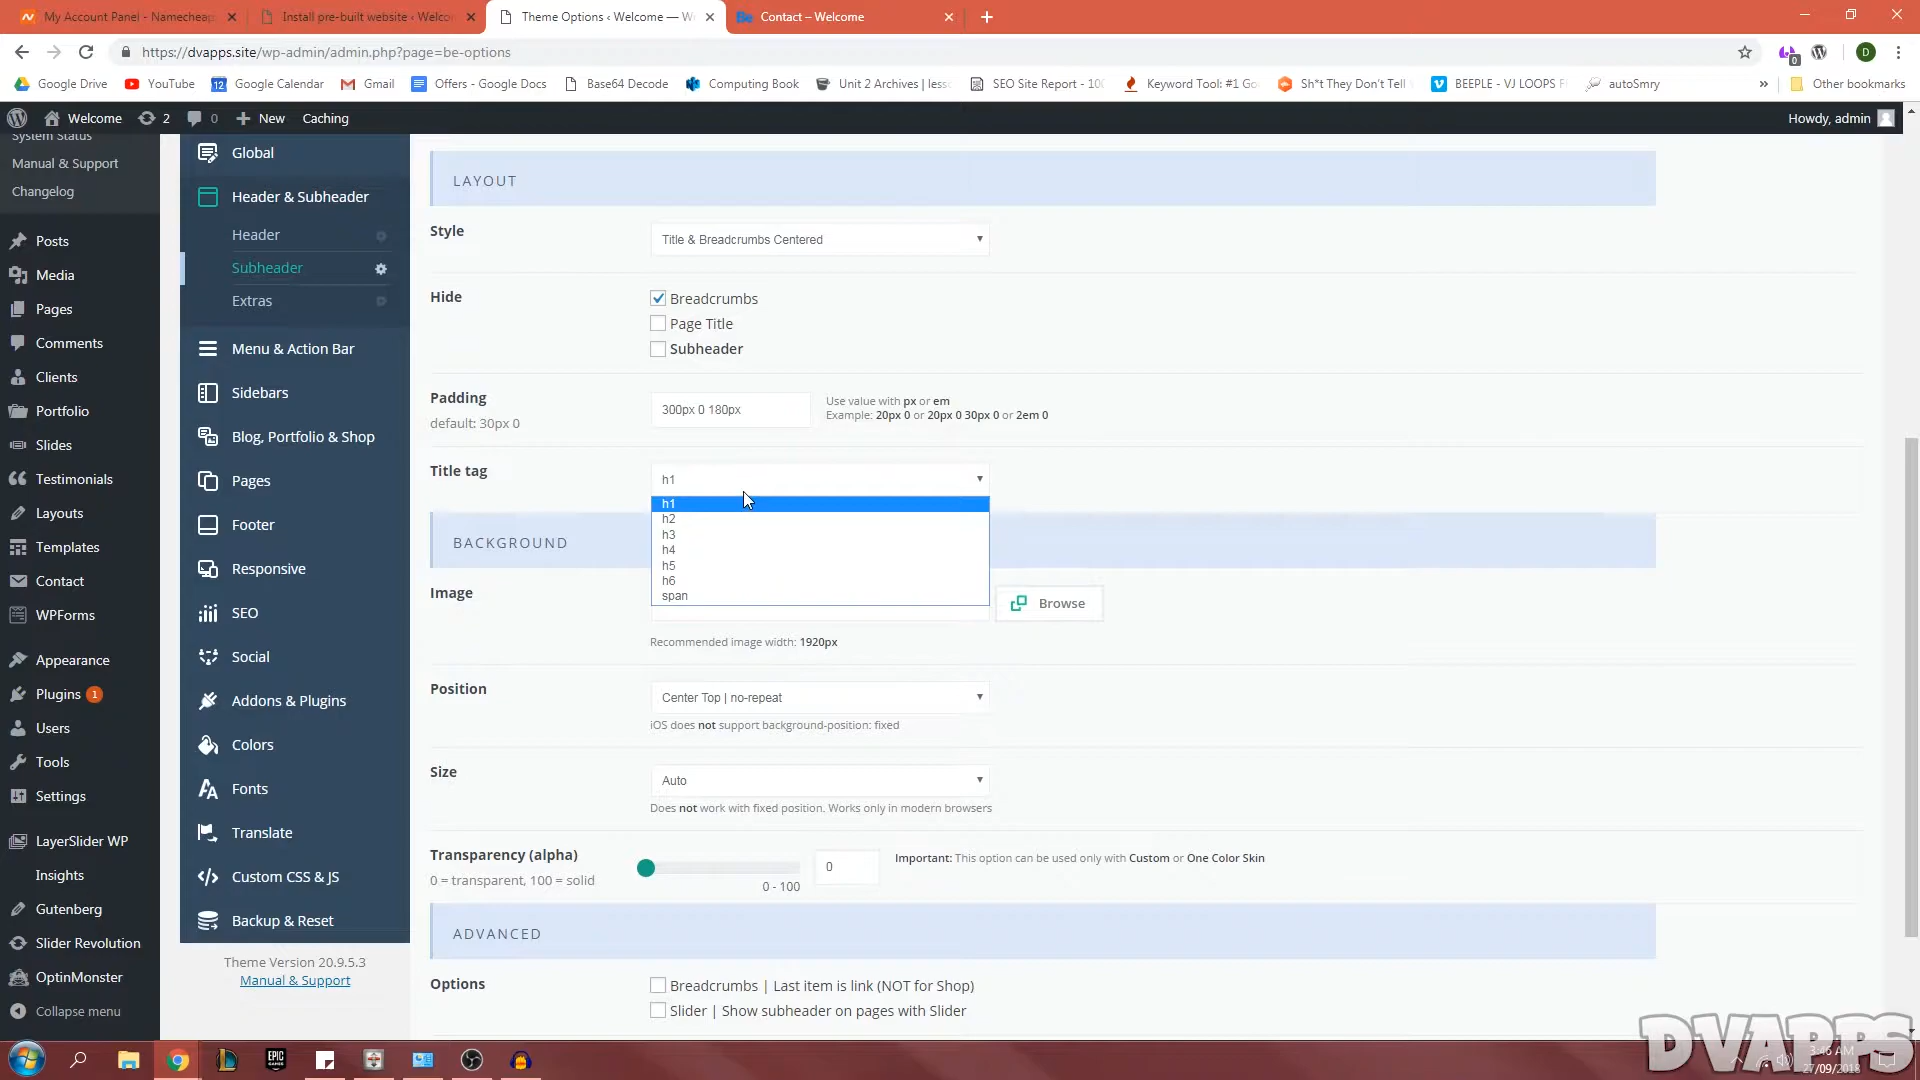 My Account Panel - Namecheap
Install pre-built website ‹ Welcom
Theme Options ‹ Welcome — W
Contact – Welcome
https://dvapps.site/wp-admin/admin.php?page=be-options
Google Drive
YouTube
Google Calendar
Gmail
Offers - Google Docs
Base64 Decode
Computing Book
Unit 2 Archives | less
SEO Site Report - 100
Keyword Tool: #1 Go
Sh*t They Don't Tell
BEEPLE - VJ LOOPS F
autoSmry
Other bookmarks
Welcome
2
0
New
Caching
Howdy, admin
System Status
Manual & Support
Changelog
Posts
Media
Pages
Comments
Clients
Portfolio
Slides
Testimonials
Layouts
Templates
Contact
WPForms
Appearance
Plugins 1
Users
Tools
Settings
LayerSlider WP
Insights
Gutenberg
Slider Revolution
OptinMonster
Collapse menu
Global
Header & Subheader
Header
Subheader
Extras
Menu & Action Bar
Sidebars
Blog, Portfolio & Shop
Pages
Footer
Responsive
SEO
Social
Addons & Plugins
Colors
Fonts
Translate
Custom CSS & JS
Backup & Reset
Theme Version 20.9.5.3
Manual & Support
LAYOUT
Style
Title & Breadcrumbs Centered
Hide
Breadcrumbs
Page Title
Subheader
Padding
default: 30px 0
300px 0 180px
Use value with px or em
Example: 20px 0 or 20px 0 30px 0 or 2em 0
Title tag
h1
h1
h2
h3
h4
h5
h6
span
BACKGROUND
Image
Browse
Recommended image width: 1920px
Position
Center Top | no-repeat
iOS does not support background-position: fixed
Size
Auto
Does not work with fixed position. Works only in modern browsers
Transparency (alpha)
0 = transparent, 100 = solid
0 - 100
0
Important: This option can be used only with Custom or One Color Skin
ADVANCED
Options
Breadcrumbs | Last item is link (NOT for Shop)
Slider | Show subheader on pages with Slider
DVAPPS
3:46 AM
27/09/2018